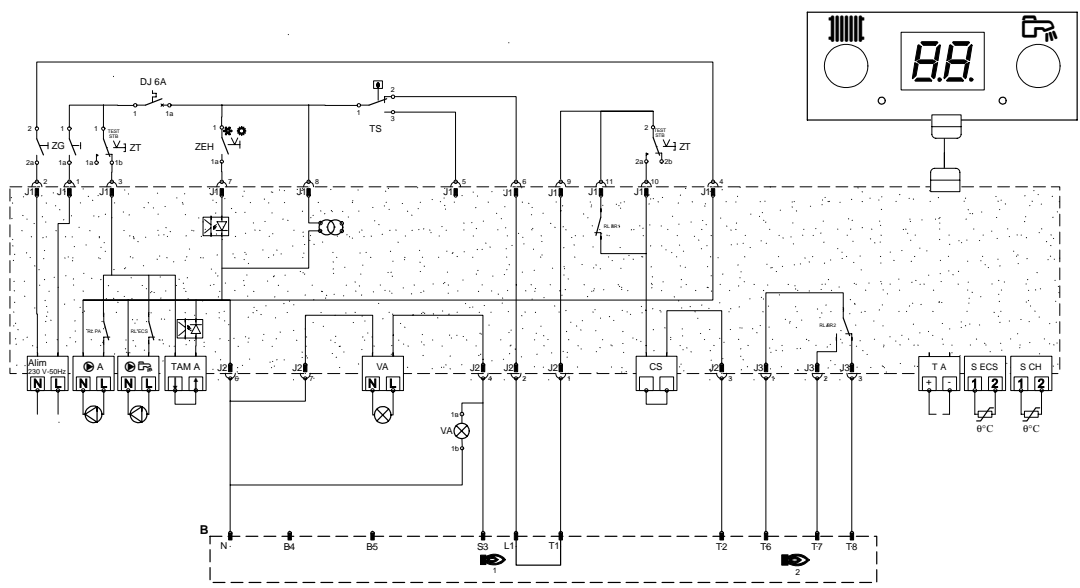 88.
DJ 6A
1 1a
1 2 3
TS
2 ZG 2a
1 1a
1 TEST STB ZT 1a 1b
ZEH 1 1a
2 TEST STB ZT 2a 2b
J1 2
J1 1
J1 3
J1 7
J1 8
J1 5
J1 6
J1 9
J1 11
J1 10
J1 4
RL BR1
RL PA
RL ECS
RL BR2
Alim
230 V-50Hz
N L
A
N L
N L
TAM A
J2 6
J2 7
VA
N L
J2 4
J2 2
J2 1
CS
J2 3
J3 1
J3 2
J3 3
T A
+ -
S ECS
1 2
θ°C
S CH
1 2
θ°C
1a
VA
1b
B
N B4 B5 S3 L1 T1 T2 T6 T7 T8
1 2